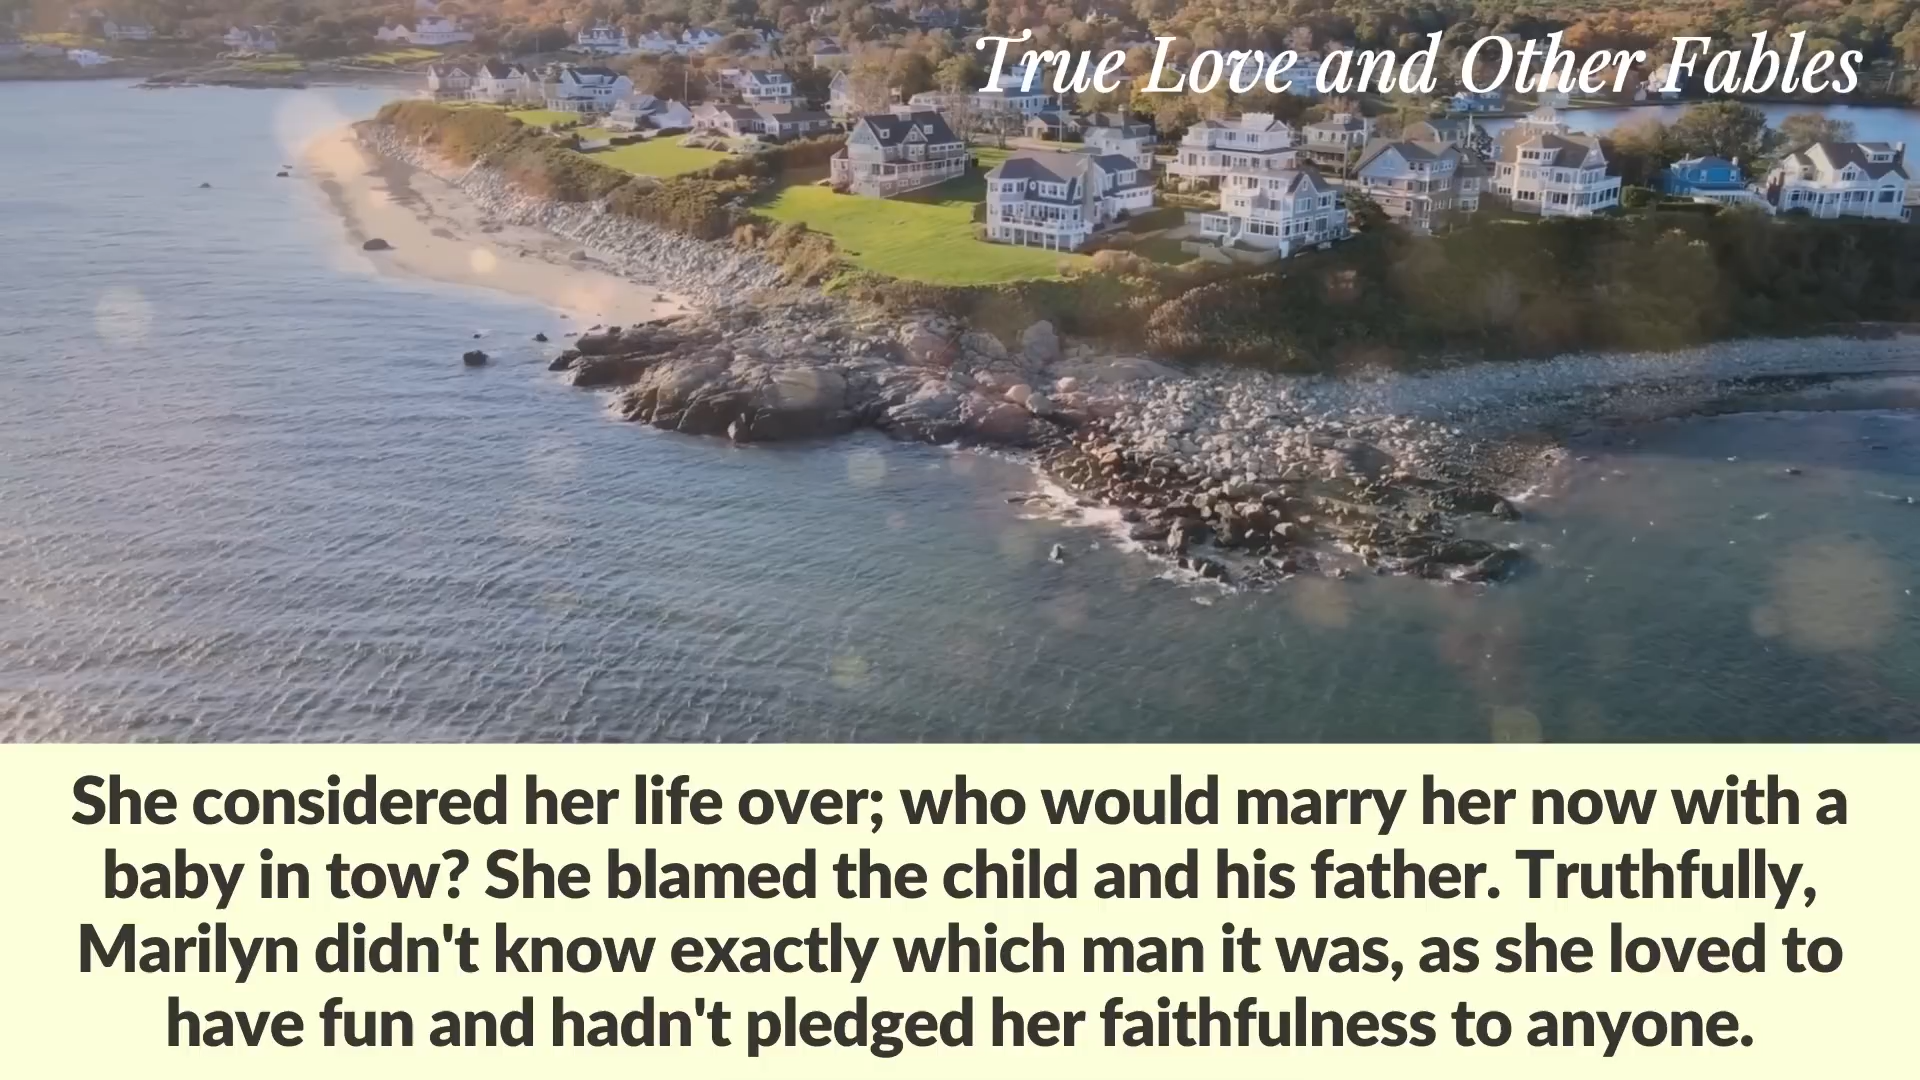 True Love and Other Fables
She considered her life over; who would marry her now with a
baby in tow? She blamed the child and his father. Truthfully,
Marilyn didn't know exactly which man it was, as she loved to
have fun and hadn't pledged her faithfulness to anyone.